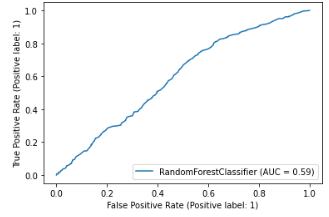 1.0
0.8
0.6
0.4
0.2
0.0
True Positive Rate (Positive label: 1)
RandomForestClassifier (AUC = 0.59)
0.0 0.2 0.4 0.6 0.8 1.0
False Positive Rate (Positive label: 1)